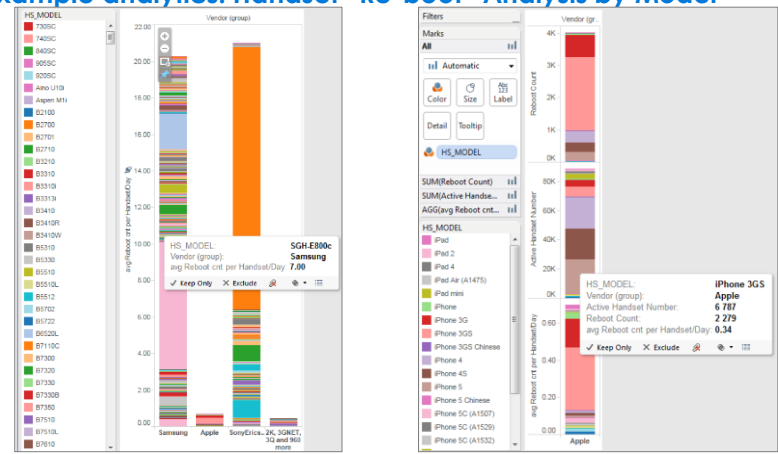 Example analytics: Handset "Re-boot" Analysis by Model
HS_MODEL
730SC
740SC
840SC
905SC
920SC
Aino U10i
Aspen M1i
B2100
B2700
B2701
B2710
B3210
B3310
B3310i
B3313i
B3410
B3410R
B3410W
B5310
B5330
B5510
B5510L
B5512
B5702
B5722
B6520L
B7110C
B7300
B7320
B7330
B7330B
B7350
B7510
B7510L
B7610
Vendor (group)
22.00
20.00
18.00
16.00
14.00
12.00
10.00
8.00
6.00
4.00
2.00
0.00
avg Reboot cnt per Handset/Day
HS_MODEL: SGH-E800c
Vendor (group): Samsung
avg Reboot cnt per Handset/Day: 7.00
Keep Only Exclude
Samsung Apple SonyErics.. 2K, 3GNET,
3Q and 960
more
Filters
Marks
All
Automatic
Color Size Label
Detail Tooltip
HS_MODEL
SUM(Reboot Count)
SUM(Active Handse...
AGG(avg Reboot cnt...
HS_MODEL
iPad
iPad 2
iPad 4
iPad Air (A1475)
iPad mini
iPhone
iPhone 3G
iPhone 3GS
iPhone 3GS Chinese
iPhone 4
iPhone 4S
iPhone 5
iPhone 5 Chinese
iPhone 5C (A1507)
iPhone 5C (A1529)
iPhone 5C (A1532)
Vendor (gr..
4K
3K
2K
1K
0K
Reboot Count
80K
60K
40K
20K
0K
Active Handset Number
0.60
0.40
0.20
0.00
avg Reboot cnt per Handset/Day
HS_MODEL: iPhone 3GS
Vendor (group): Apple
Active Handset Number: 6 787
Reboot Count: 2 279
avg Reboot cnt per Handset/Day: 0.34
Keep Only Exclude
Apple